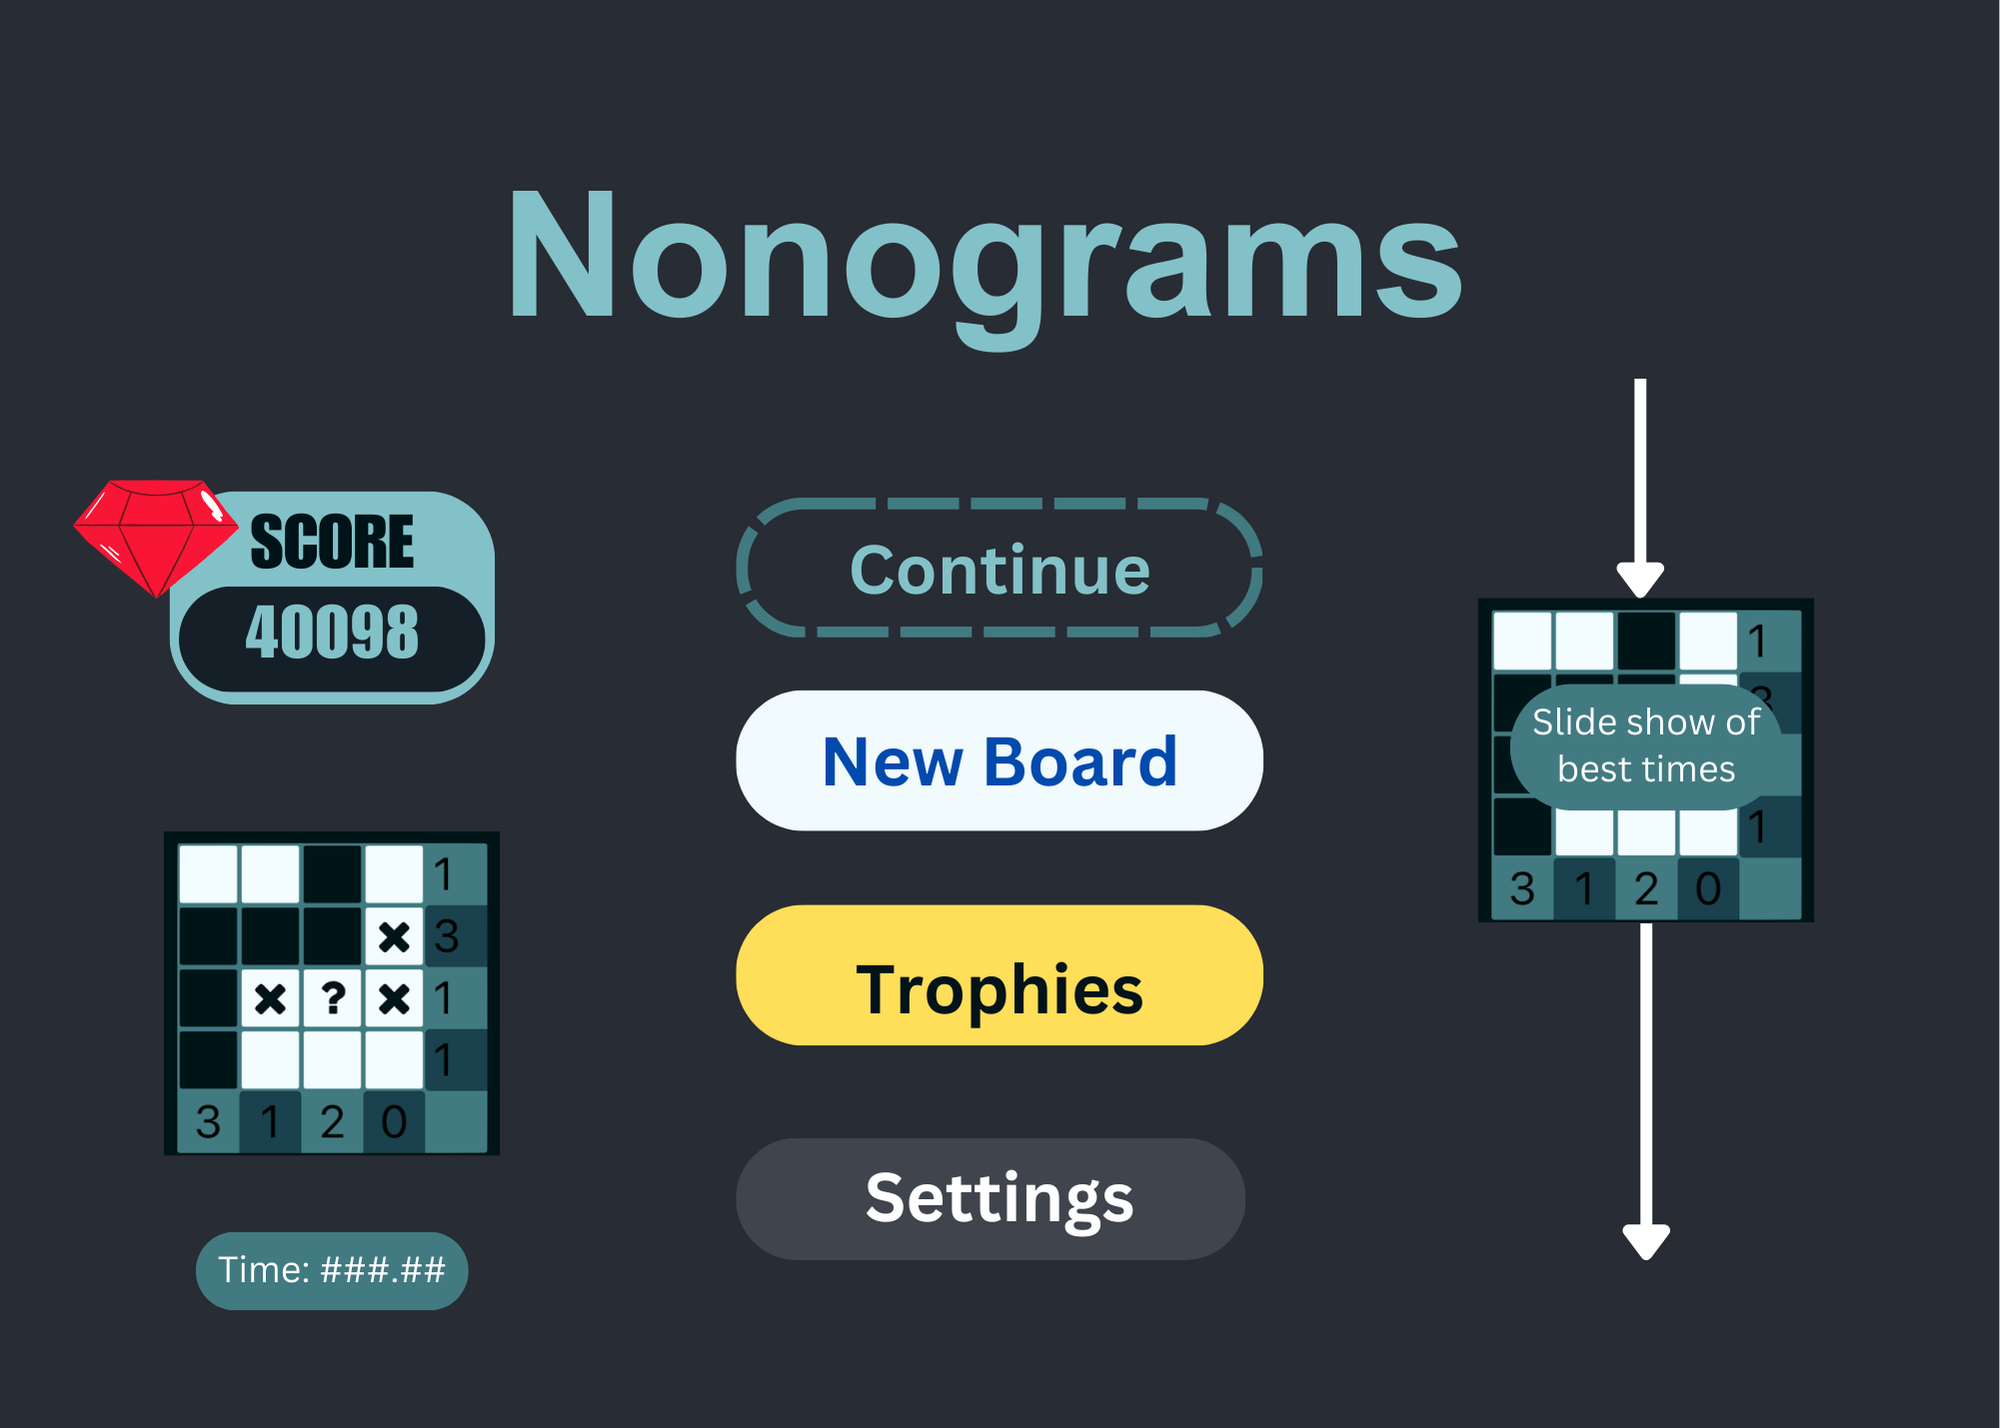 Nonograms
SCORE
40098
1
3
?
1
1
3 1 2 0
Time: ###.##
Continue
New Board
Trophies
Settings
1
3
Slide show of
best times
1
3 1 2 0